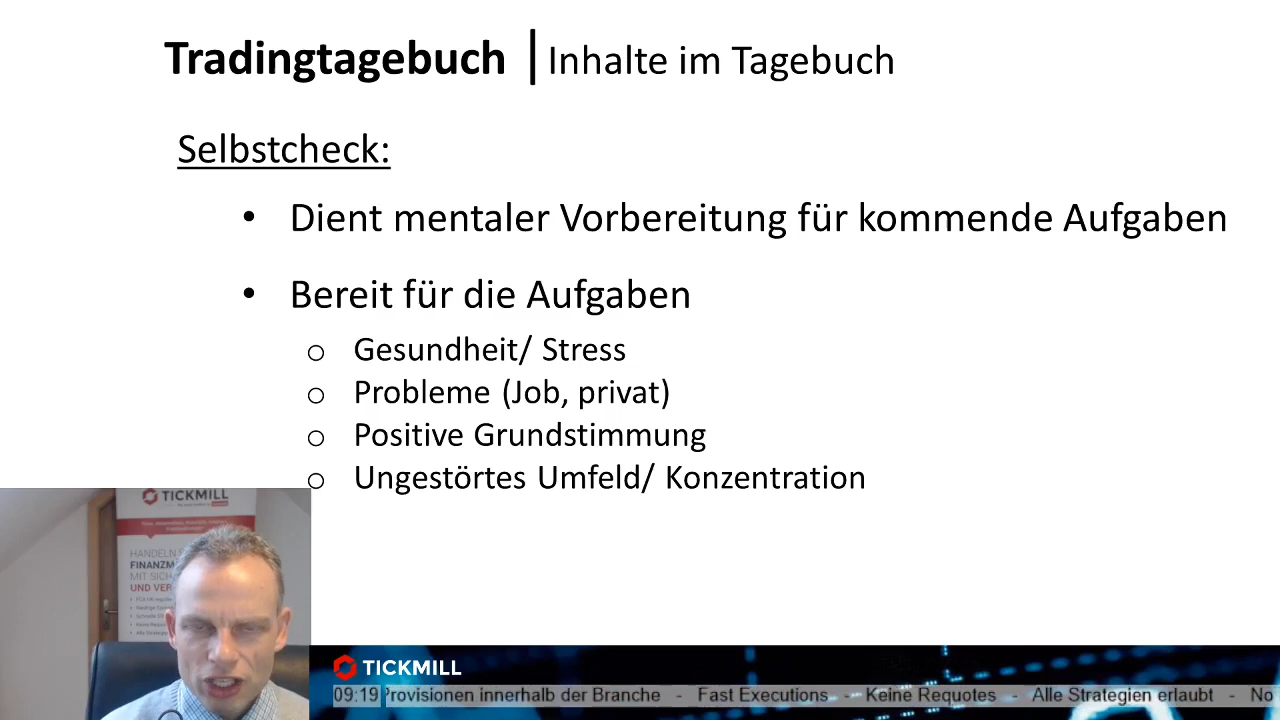 Tradingtagebuch | Inhalte im Tagebuch
Selbstcheck:
• Dient mentaler Vorbereitung für kommende Aufgaben
• Bereit für die Aufgaben
o Gesundheit/ Stress
o Probleme (Job, privat)
o Positive Grundstimmung
o Ungestörtes Umfeld/ Konzentration
TICKMILL
HANDELN
FINANZM
MIT SICH
UND VER
TICKMILL
09:19 Provisionen innerhalb der Branche - Fast Executions - Keine Requotes - Alle Strategien erlaubt - No